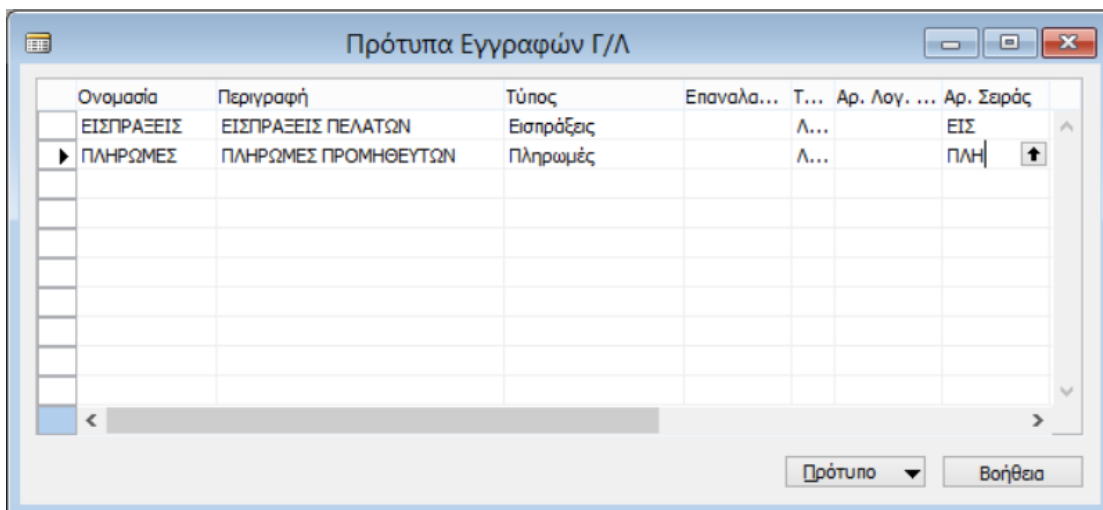 Πρότυπα Εγγραφών Γ/Λ
Ονομασία Περιγραφή Τύπος Επαναλα... Τ... Αρ. Λογ. ... Αρ. Σειράς
ΕΙΣΠΡΑΞΕΙΣ ΕΙΣΠΡΑΞΕΙΣ ΠΕΛΑΤΩΝ Εισπράξεις Λ... ΕΙΣ
ΠΛΗΡΩΜΕΣ ΠΛΗΡΩΜΕΣ ΠΡΟΜΗΘΕΥΤΩΝ Πληρωμές Λ... ΠΛΗ
Πρότυπο Βοήθεια